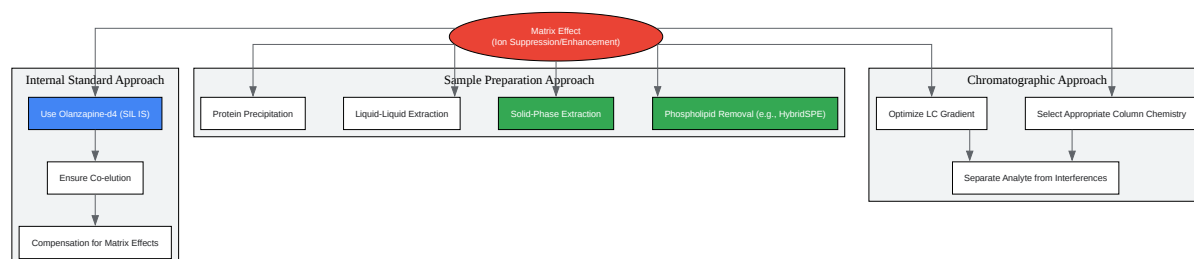 Matrix Effect
(Ion Suppression/Enhancement)
Internal Standard Approach
Sample Preparation Approach
Chromatographic Approach
Use Olanzapine-d4 (SIL IS)
Protein Precipitation
Liquid-Liquid Extraction
Solid-Phase Extraction
Phospholipid Removal (e.g., HybridSPE)
Optimize LC Gradient
Select Appropriate Column Chemistry
Ensure Co-elution
Separate Analyte from Interferences
Compensation for Matrix Effects